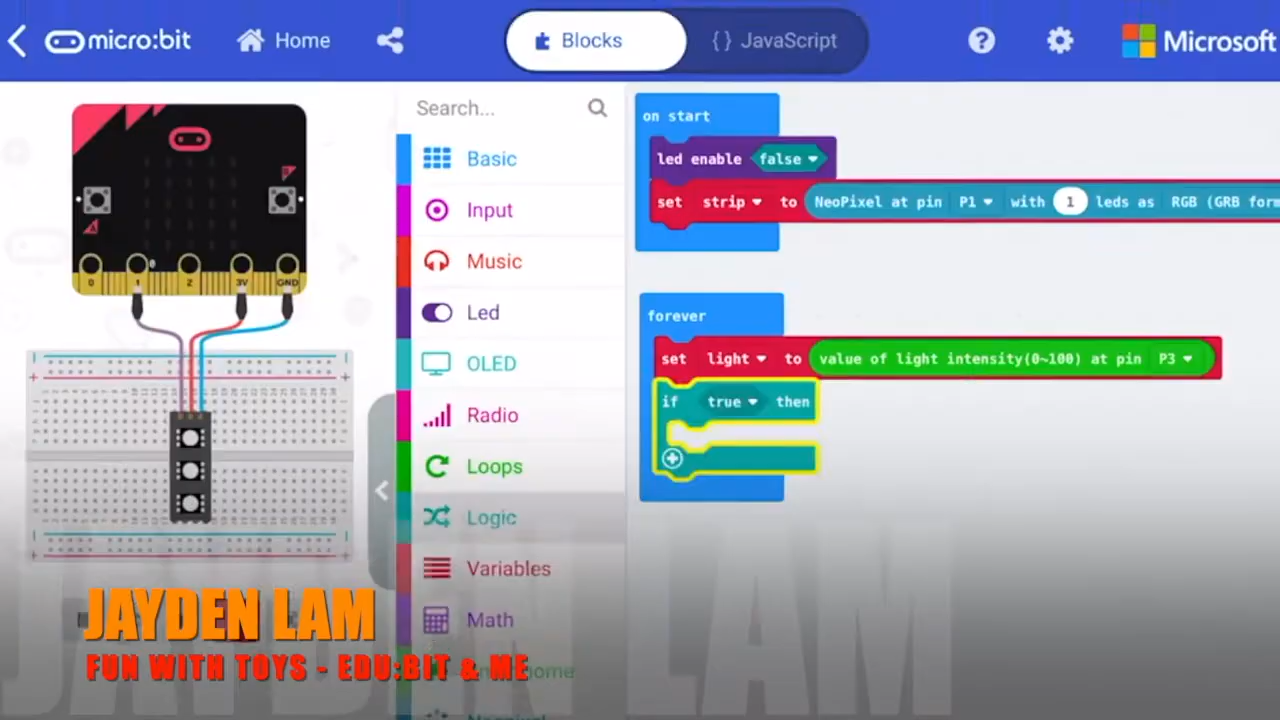 micro:bit
Home
Blocks
{} JavaScript
?
Microsoft
Search...
Basic
Input
Music
Led
OLED
Radio
Loops
Logic
Variables
Math
on start
led enable false
set strip to NeoPixel at pin P1 with 1 leds as RGB (GRB form
forever
set light to value of light intensity(0~100) at pin P3
if true then
B
A
0 1 2 3V GND
JAYDEN LAM
FUN WITH TOYS - EDU:BIT & ME
JAYDEN LAM